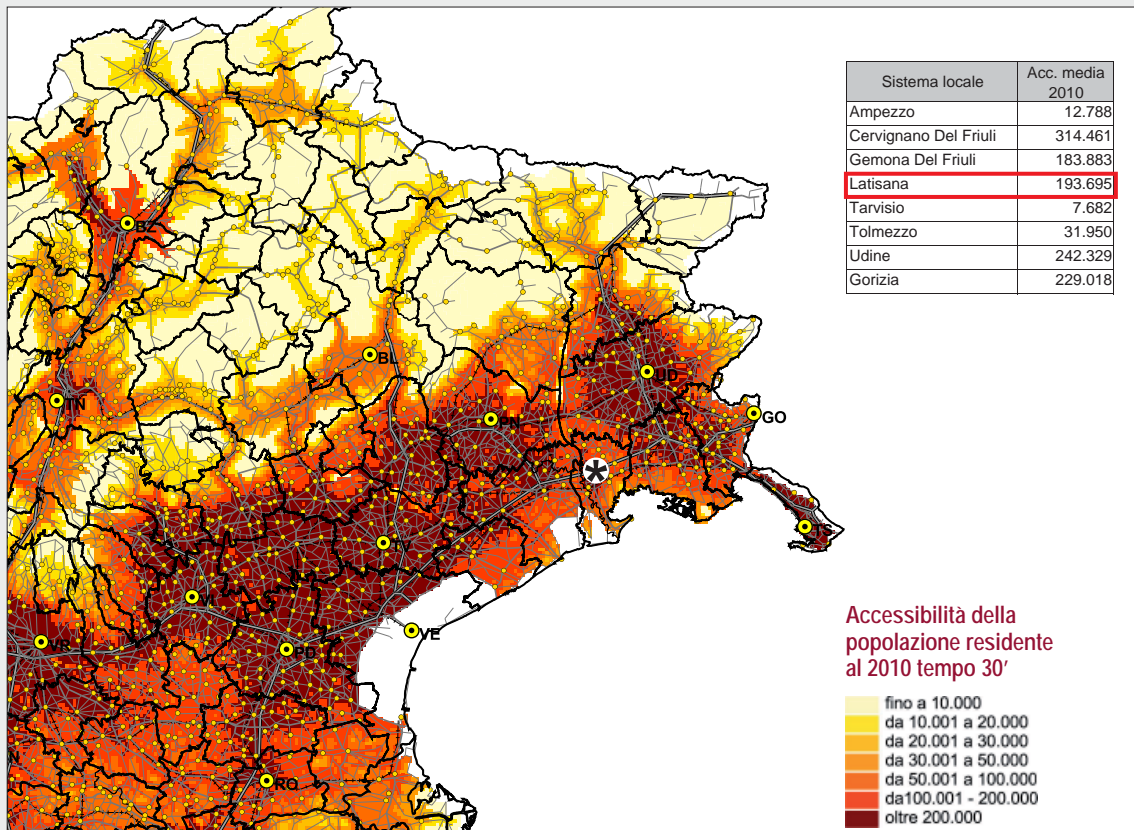 Sistema locale Acc. media 2010
Ampezzo 12.788
Cervignano Del Friuli 314.461
Gemona Del Friuli 183.883
Latisana 193.695
Tarvisio 7.682
Tolmezzo 31.950
Udine 242.329
Gorizia 229.018
BZ
BL
TN
UD
PN
GO
TS
VI
VE
VR
PD
RO
Accessibilità della
popolazione residente
al 2010 tempo 30'
fino a 10.000
da 10.001 a 20.000
da 20.001 a 30.000
da 30.001 a 50.000
da 50.001 a 100.000
da100.001 - 200.000
oltre 200.000